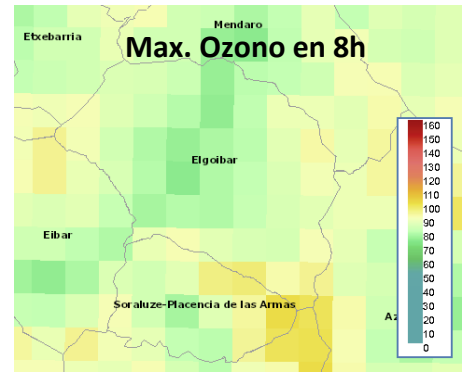 Mendaro
Etxebarria
Max. Ozono en 8h
Elgoibar
Eibar
Soraluze-Placencia de las Armas
Az
160
150
140
130
120
110
100
90
80
70
60
50
40
30
20
10
0